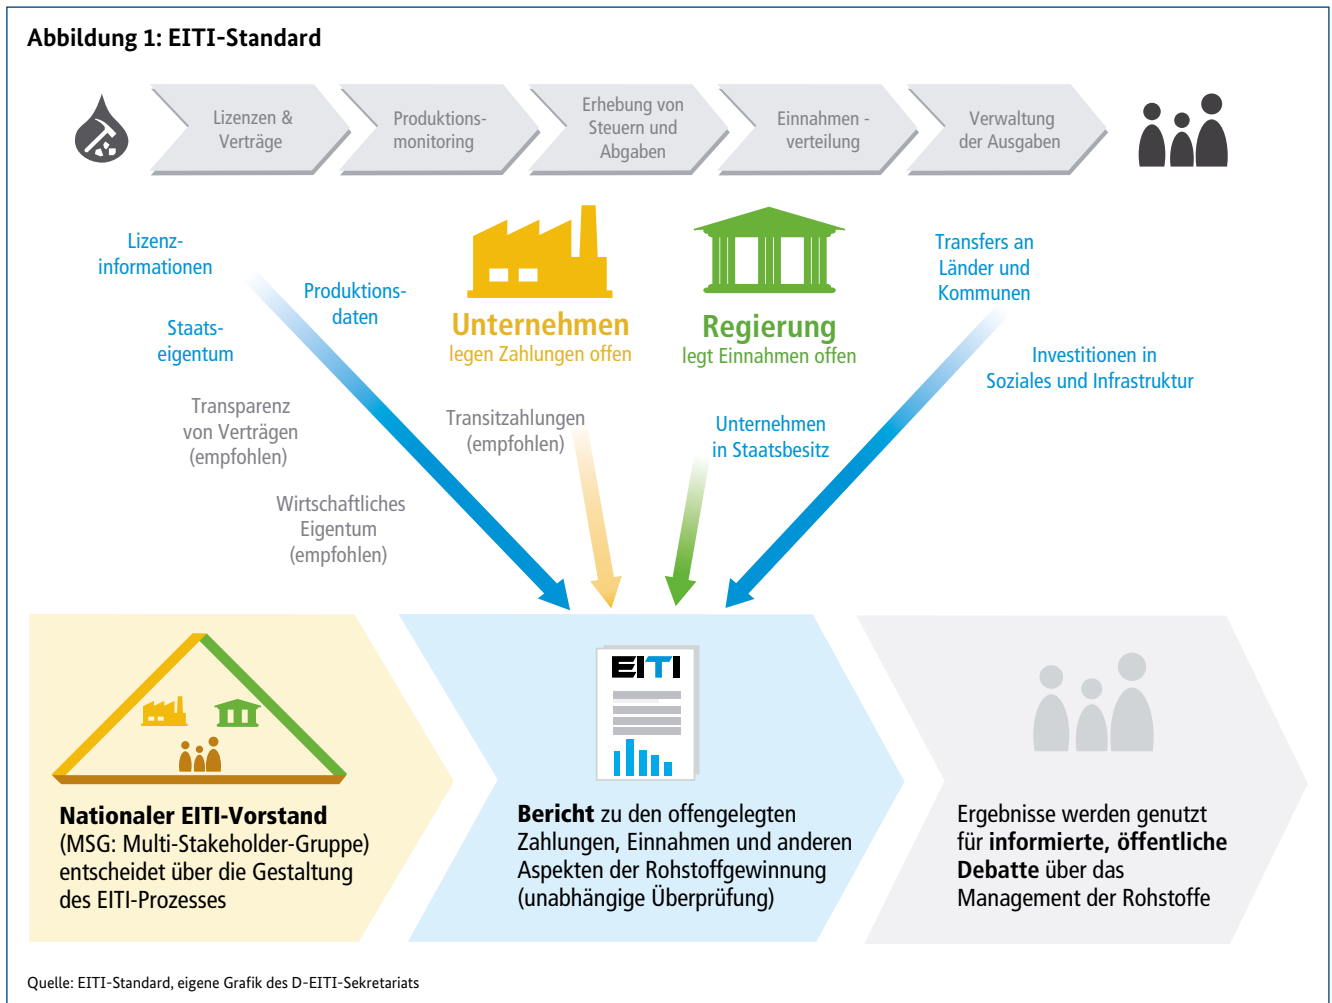 Abbildung 1: EITI-Standard
Lizenzen &
Verträge
Produktions-
monitoring
Erhebung von
Steuern und
Abgaben
Einnahmen -
verteilung
Verwaltung
der Ausgaben
Lizenz-
informationen
Staats-
eigentum
Transparenz
von Verträgen
(empfohlen)
Wirtschaftliches
Eigentum
(empfohlen)
Produktions-
daten
Unternehmen
legen Zahlungen offen
Transitzahlungen
(empfohlen)
Regierung
legt Einnahmen offen
Unternehmen
in Staatsbesitz
Transfers an
Länder und
Kommunen
Investitionen in
Soziales und Infrastruktur
Nationaler EITI-Vorstand
(MSG: Multi-Stakeholder-Gruppe)
entscheidet über die Gestaltung
des EITI-Prozesses
EITI
Bericht zu den offengelegten
Zahlungen, Einnahmen und anderen
Aspekten der Rohstoffgewinnung
(unabhängige Überprüfung)
Ergebnisse werden genutzt
für informierte, öffentliche
Debatte über das
Management der Rohstoffe
Quelle: EITI-Standard, eigene Grafik des D-EITI-Sekretariats